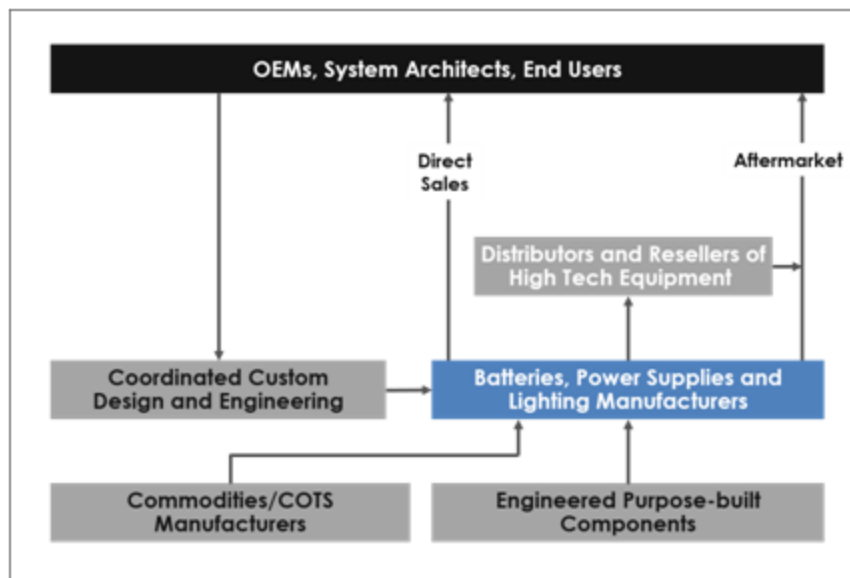 OEMs, System Architects, End Users
Direct
Sales
Aftermarket
Distributors and Resellers of
High Tech Equipment
Coordinated Custom
Design and Engineering
Batteries, Power Supplies and
Lighting Manufacturers
Commodities/COTS
Manufacturers
Engineered Purpose-built
Components